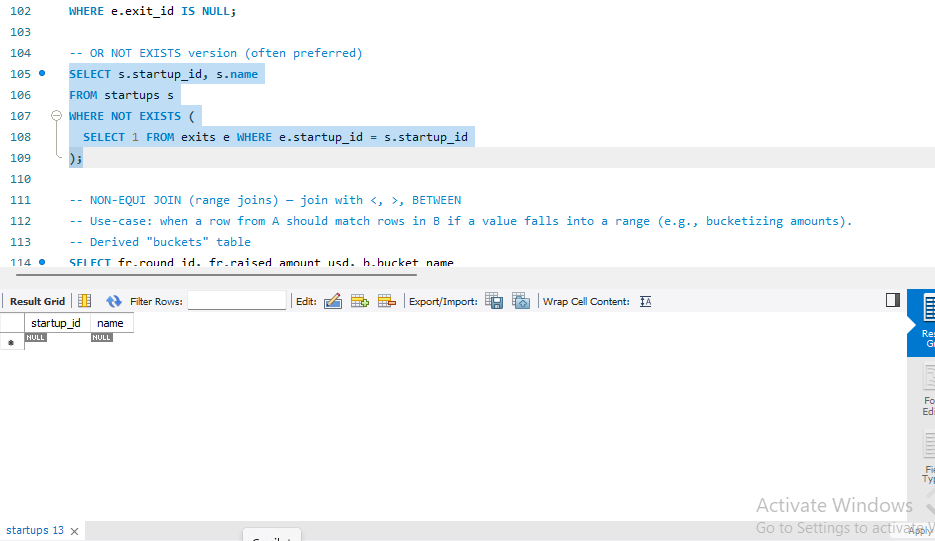 102 WHERE e.exit_id IS NULL;
103
104 -- OR NOT EXISTS version (often preferred)
105 SELECT s.startup_id, s.name
106 FROM startups s
107 WHERE NOT EXISTS (
108 SELECT 1 FROM exits e WHERE e.startup_id = s.startup_id
109 );
110
111 -- NON-EQUI JOIN (range joins) — join with <, >, BETWEEN
112 -- Use-case: when a row from A should match rows in B if a value falls into a range (e.g., bucketizing amounts).
113 -- Derived "buckets" table
114 SELECT fr.round_id, fr.raised_amount_usd, b.bucket_name
Result Grid Filter Rows: Edit: Export/Import: Wrap Cell Content:
startup_id name
NULL NULL
Activate Windows
Go to Settings to activate
startups 13
Apply